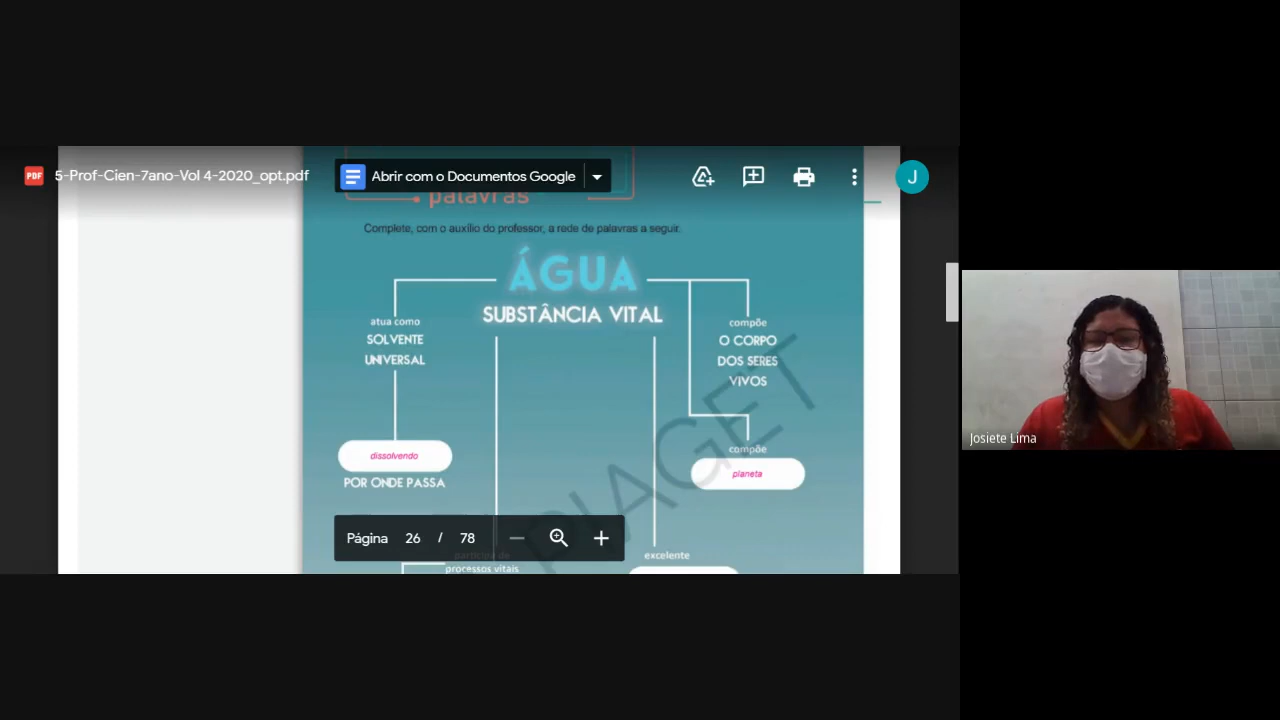 PDF 5-Prof-Cien-7ano-Vol 4-2020_opt.pdf
Abrir com o Documentos Google
J
palavras
Complete, com o auxílio do professor, a rede de palavras a seguir.
ÁGUA
SUBSTÂNCIA VITAL
atua como
SOLVENTE
UNIVERSAL
dissolvendo
POR ONDE PASSA
compõe
O CORPO
DOS SERES
VIVOS
compõe
planeta
PIAGET
Página 26 / 78
participa de
processos vitais
excelente
Josiete Lima